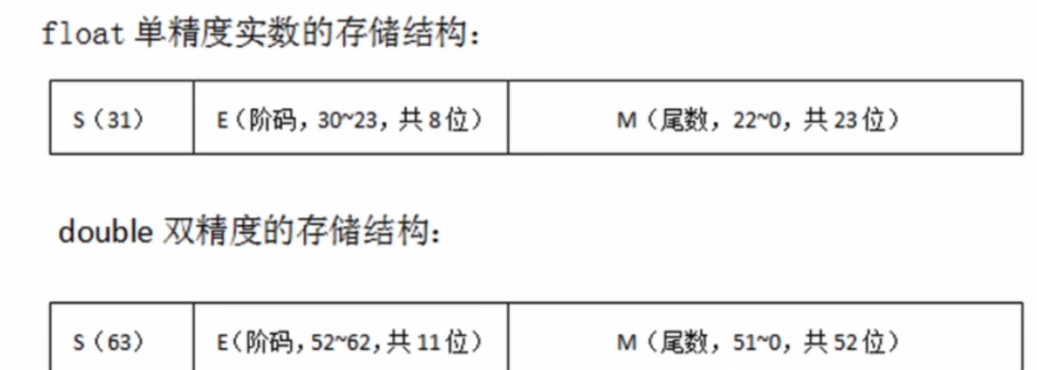 float 单精度实数的存储结构：
S（31） E（阶码，30~23，共 8 位） M（尾数，22~0，共 23 位）
double 双精度的存储结构：
S（63） E（阶码，52~62，共 11 位） M（尾数，51~0，共 52 位）